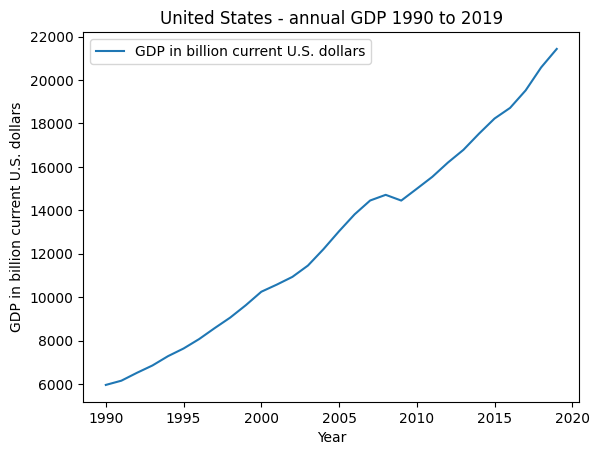 United States - annual GDP 1990 to 2019
GDP in billion current U.S. dollars
GDP in billion current U.S. dollars
22000
20000
18000
16000
14000
12000
10000
8000
6000
1990 1995 2000 2005 2010 2015 2020
Year